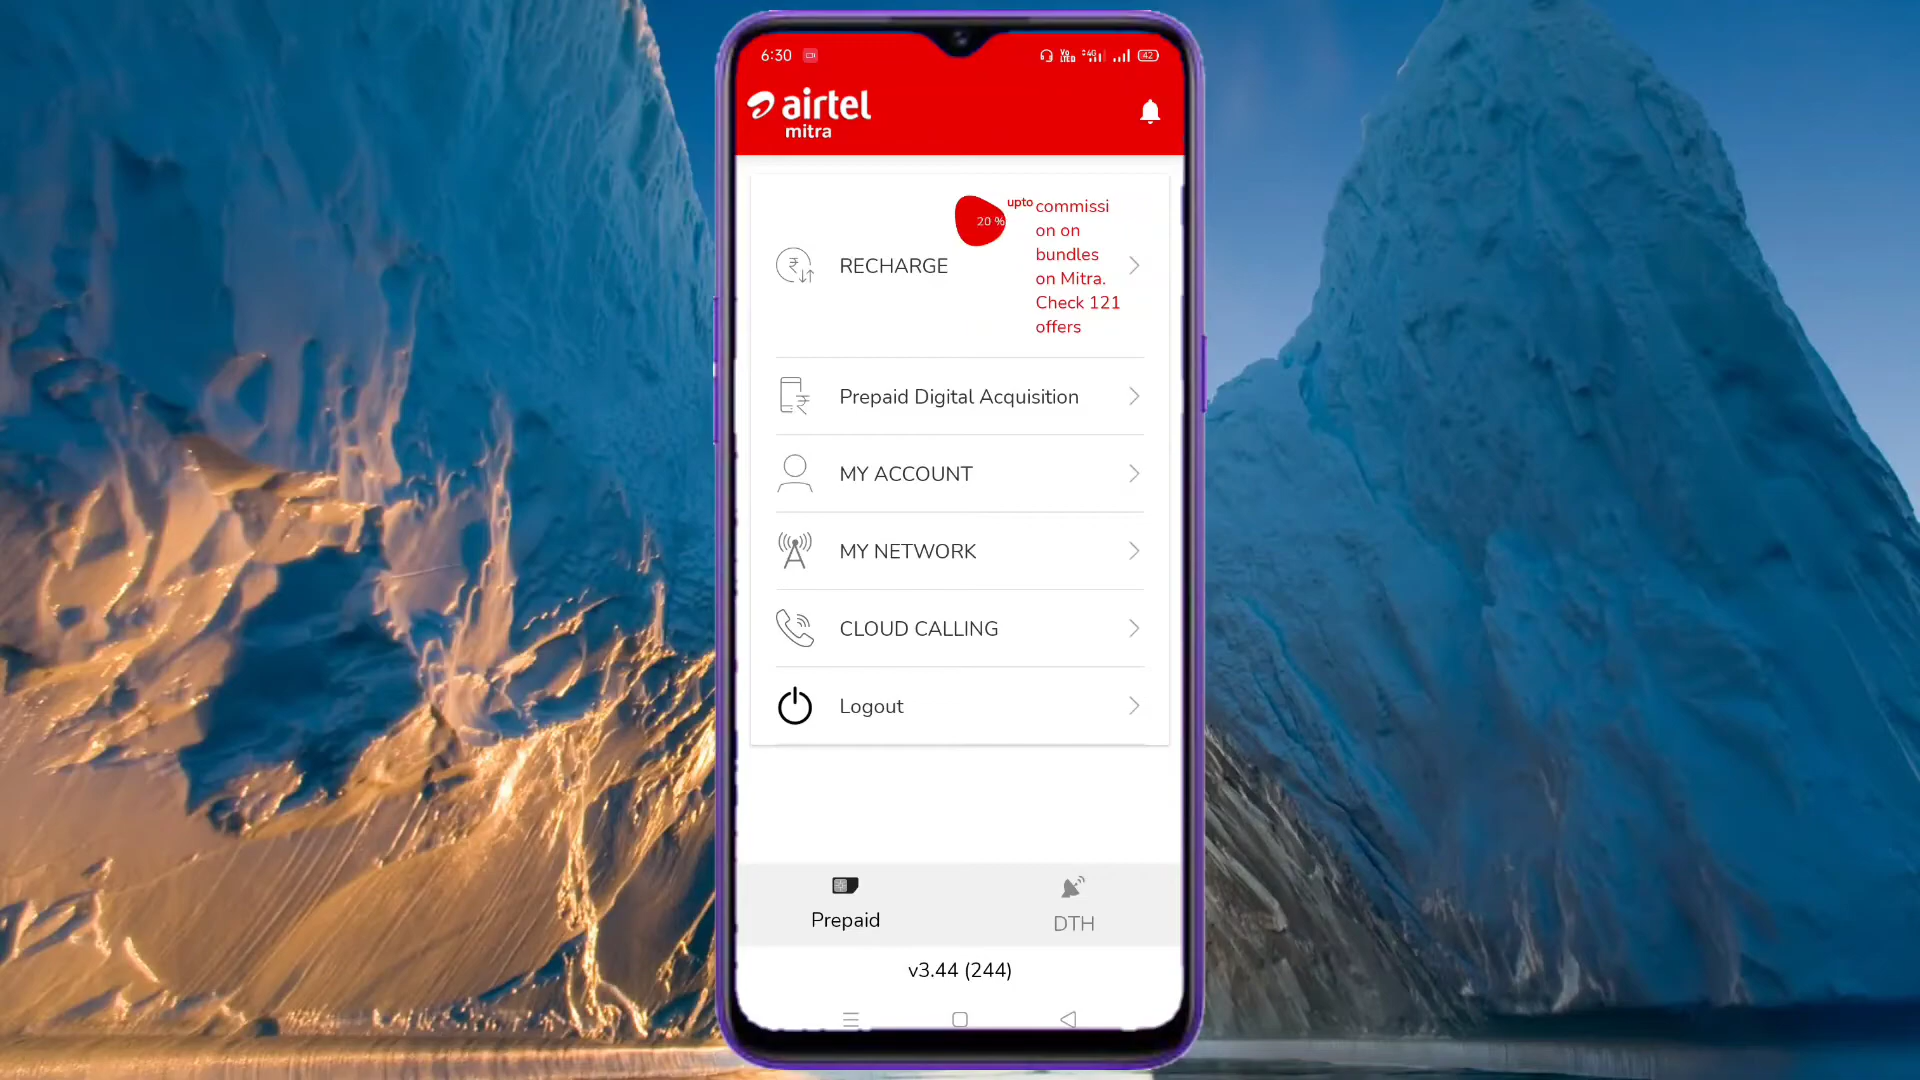 6:30
42
airtel
mitra
20 %
upto
commissi
on on
bundles
on Mitra.
Check 121
offers
RECHARGE
Prepaid Digital Acquisition
MY ACCOUNT
MY NETWORK
CLOUD CALLING
Logout
Prepaid
DTH
v3.44 (244)